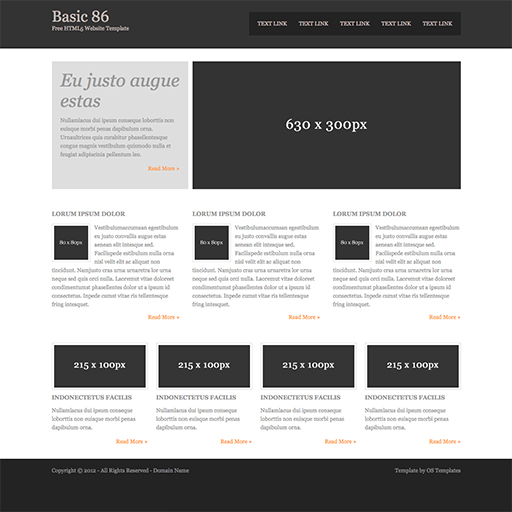 Basic 86
Free HTML5 Website Template
TEXT LINK TEXT LINK TEXT LINK TEXT LINK TEXT LINK
Eu justo augue
estas
Nullamlacus dui ipsum conseque loborttis non
euisque morbi penas dapibulum orna.
Urnaultrices quis curabitur phasellentesque
congue magnis vestibulum quismodo nulla et
feugiat adipiscinia pellentum leo.
Read More »
630 x 300px
LOREM IPSUM DOLOR
80 x 80px
Vestibulumaccumsan egestibulum
eu justo convallis augue estas
aenean elit intesque sed.
Facilispede estibulum nulla orna
nisl velit elit ac aliquat non
tincidunt. Namjusto cras urna urnaretra lor urna
neque sed quis orci nulla. Laoremut vitae doloreet
condimentumst phasellentes dolor ut a ipsum id
consectetus. Inpede cumst vitae ris tellentesque
fring intesquet.
Read More »
LOREM IPSUM DOLOR
80 x 80px
Vestibulumaccumsan egestibulum
eu justo convallis augue estas
aenean elit intesque sed.
Facilispede estibulum nulla orna
nisl velit elit ac aliquat non
tincidunt. Namjusto cras urna urnaretra lor urna
neque sed quis orci nulla. Laoremut vitae doloreet
condimentumst phasellentes dolor ut a ipsum id
consectetus. Inpede cumst vitae ris tellentesque
fring intesquet.
Read More »
LOREM IPSUM DOLOR
80 x 80px
Vestibulumaccumsan egestibulum
eu justo convallis augue estas
aenean elit intesque sed.
Facilispede estibulum nulla orna
nisl velit elit ac aliquat non
tincidunt. Namjusto cras urna urnaretra lor urna
neque sed quis orci nulla. Laoremut vitae doloreet
condimentumst phasellentes dolor ut a ipsum id
consectetus. Inpede cumst vitae ris tellentesque
fring intesquet.
Read More »
215 x 100px
INDONECTETUS FACILIS
Nullamlacus dui ipsum conseque
loborttis non euisque morbi penas
dapibulum orna.
Read More »
215 x 100px
INDONECTETUS FACILIS
Nullamlacus dui ipsum conseque
loborttis non euisque morbi penas
dapibulum orna.
Read More »
215 x 100px
INDONECTETUS FACILIS
Nullamlacus dui ipsum conseque
loborttis non euisque morbi penas
dapibulum orna.
Read More »
215 x 100px
INDONECTETUS FACILIS
Nullamlacus dui ipsum conseque
loborttis non euisque morbi penas
dapibulum orna.
Read More »
Copyright © 2012 - All Rights Reserved - Domain Name
Template by OS Templates